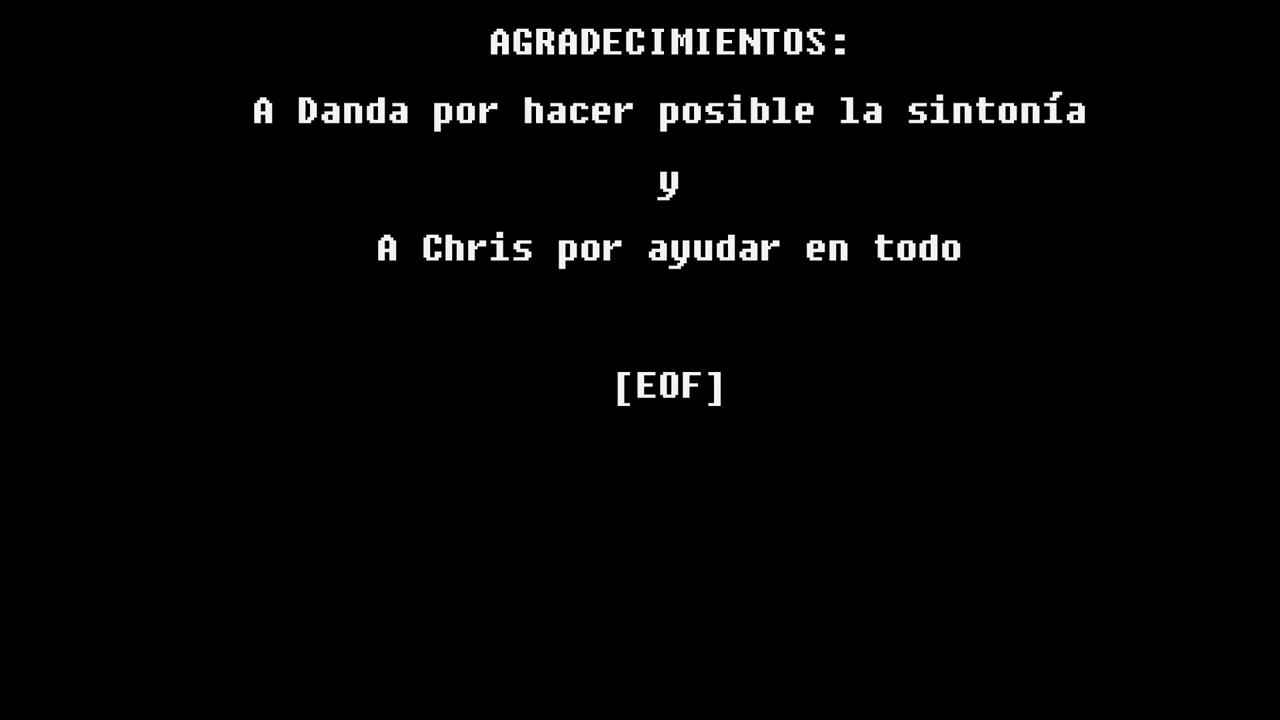 AGRADECIMIENTOS:
A Danda por hacer posible la sintonía
y
A Chris por ayudar en todo
[EOF]